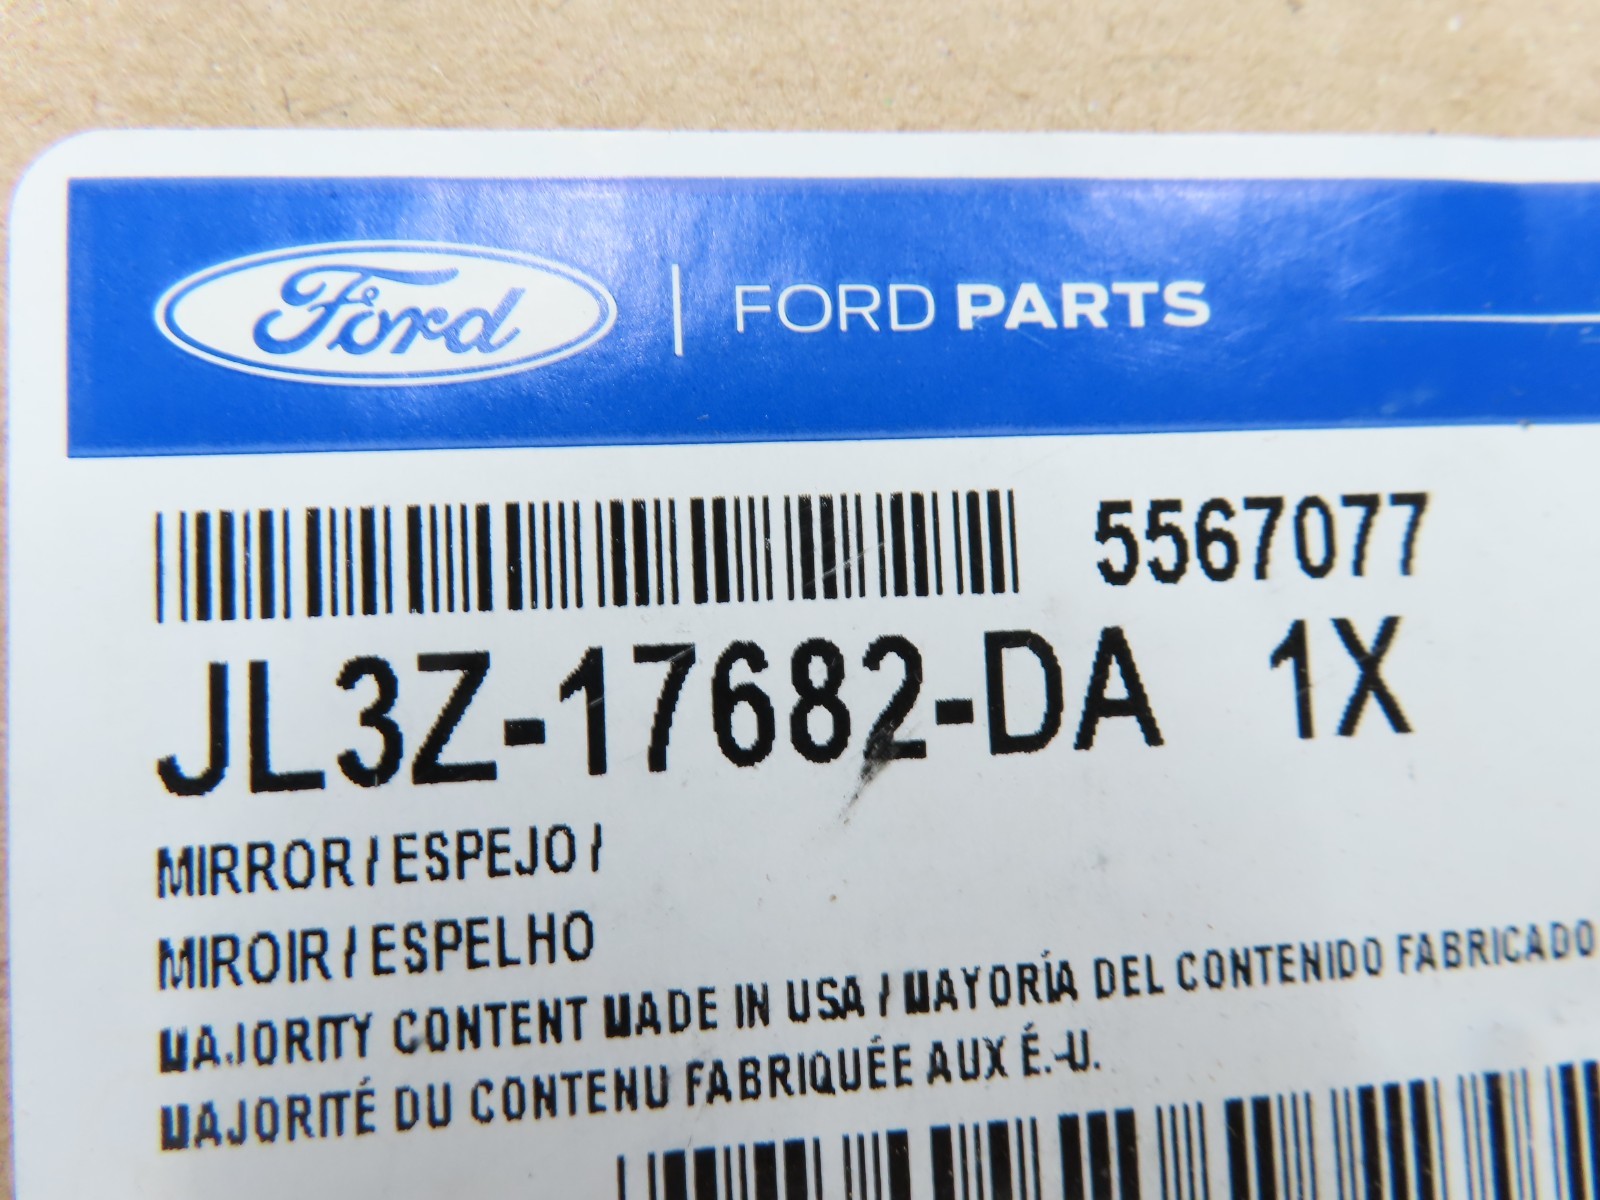 Ford | FORD PARTS
5567077
JL3Z-17682-DA 1X
MIRROR / ESPEJO /
MIROIR / ESPELHO
MAJORITY CONTENT MADE IN USA / MAYORÍA DEL CONTENIDO FABRICADO
MAJORITÉ DU CONTENU FABRIQUÉE AUX É.-U.